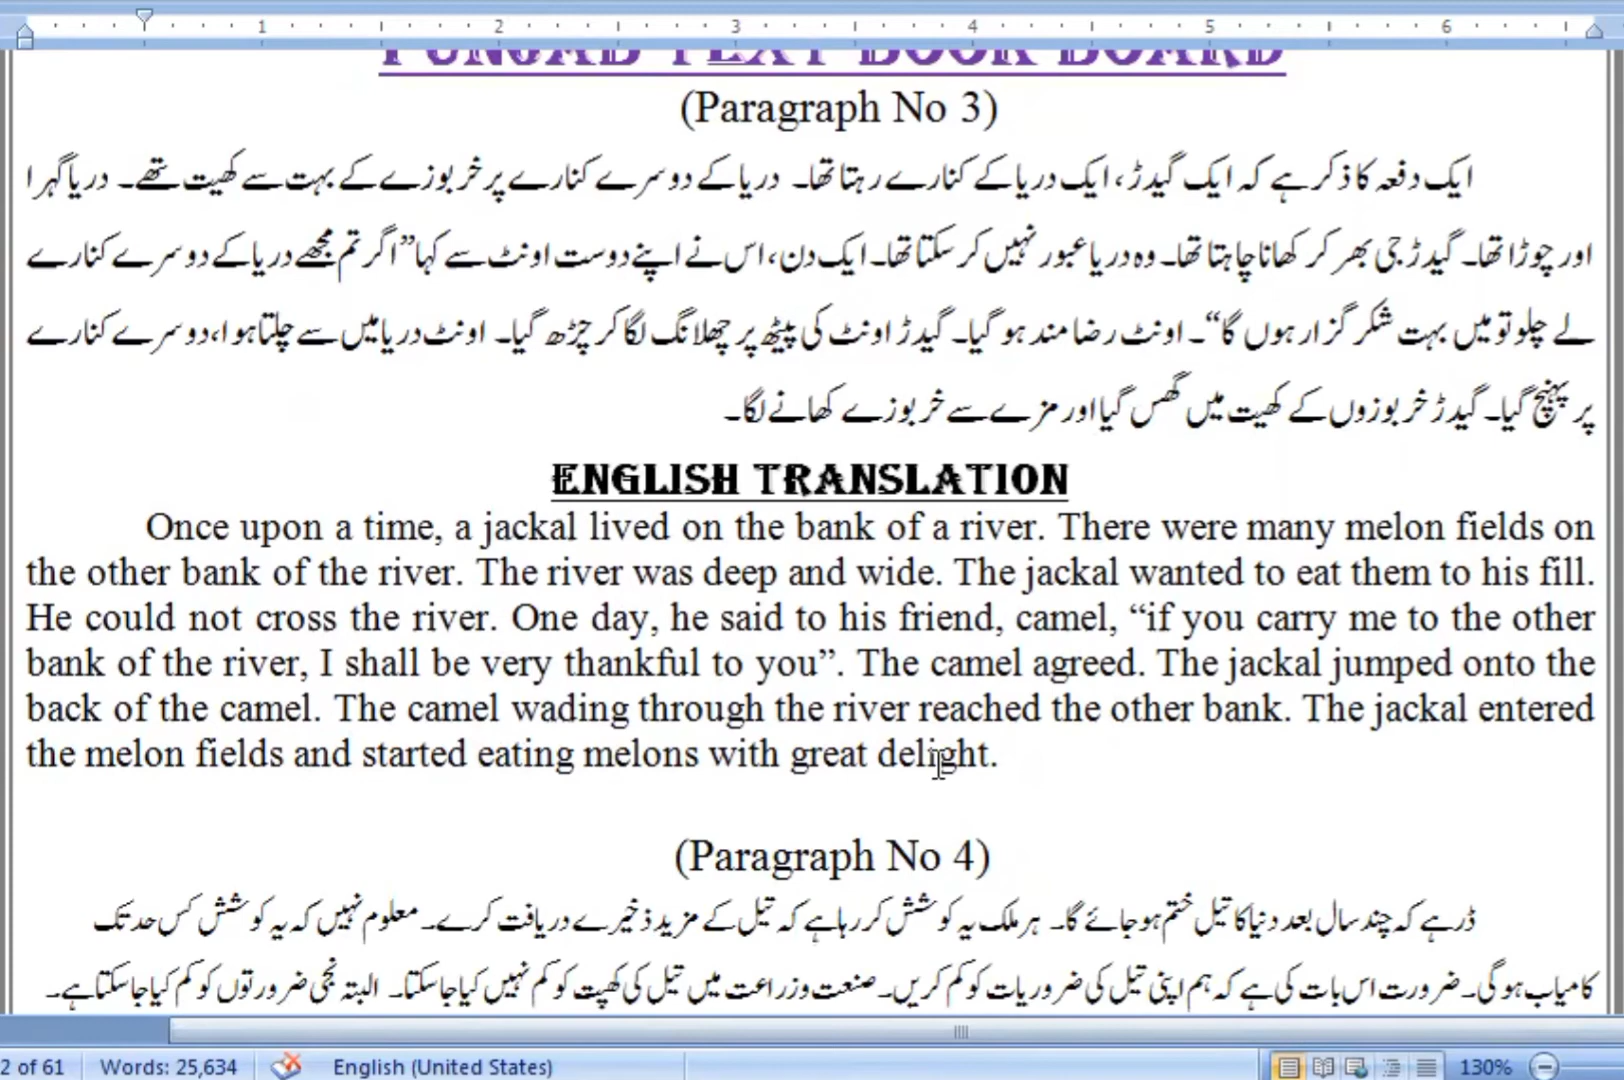 1 2 3 4 5 6
PUNJAB TEXT BOOK BOARD
(Paragraph No 3)
ایک دفعہ کا ذکر ہے کہ ایک گیدڑ، ایک دریا کے کنارے رہتا تھا۔ دریا کے دوسرے کنارے پر خربوزے کے بہت سے کھیت تھے۔ دریا گہرا
اور چوڑا تھا۔ گیدڑ جی بھر کر کھانا چاہتا تھا۔ وہ دریا عبور نہیں کر سکتا تھا۔ ایک دن، اس نے اپنے دوست اونٹ سے کہا”اگر تم مجھے دریا کے دوسرے کنارے
لے چلو تو میں بہت شکر گزار ہوں گا“۔ اونٹ رضا مند ہو گیا۔ گیدڑ اونٹ کی پیٹھ پر چھلانگ لگا کر چڑھ گیا۔ اونٹ دریا میں سے چلتا ہوا، دوسرے کنارے
پر پہنچ گیا۔ گیدڑ خربوزوں کے کھیت میں گھس گیا اور مزے سے خربوزے کھانے لگا۔
ENGLISH TRANSLATION
Once upon a time, a jackal lived on the bank of a river. There were many melon fields on
the other bank of the river. The river was deep and wide. The jackal wanted to eat them to his fill.
He could not cross the river. One day, he said to his friend, camel, “if you carry me to the other
bank of the river, I shall be very thankful to you”. The camel agreed. The jackal jumped onto the
back of the camel. The camel wading through the river reached the other bank. The jackal entered
the melon fields and started eating melons with great delight.
(Paragraph No 4)
ڈر ہے کہ چند سال بعد دنیا کا تیل ختم ہو جائے گا۔ ہر ملک یہ کوشش کر رہا ہے کہ تیل کے مزید ذخیرے دریافت کرے۔ معلوم نہیں کہ یہ کوشش کس حد تک
کامیاب ہو گی۔ ضرورت اس بات کی ہے کہ ہم اپنی تیل کی ضروریات کو کم کریں۔ صنعت و زراعت میں تیل کی کھپت کو کم نہیں کیا جا سکتا۔ البتہ نجی ضرورتوں کو کم کیا جا سکتا ہے۔
2 of 61 Words: 25,634 English (United States) 130%